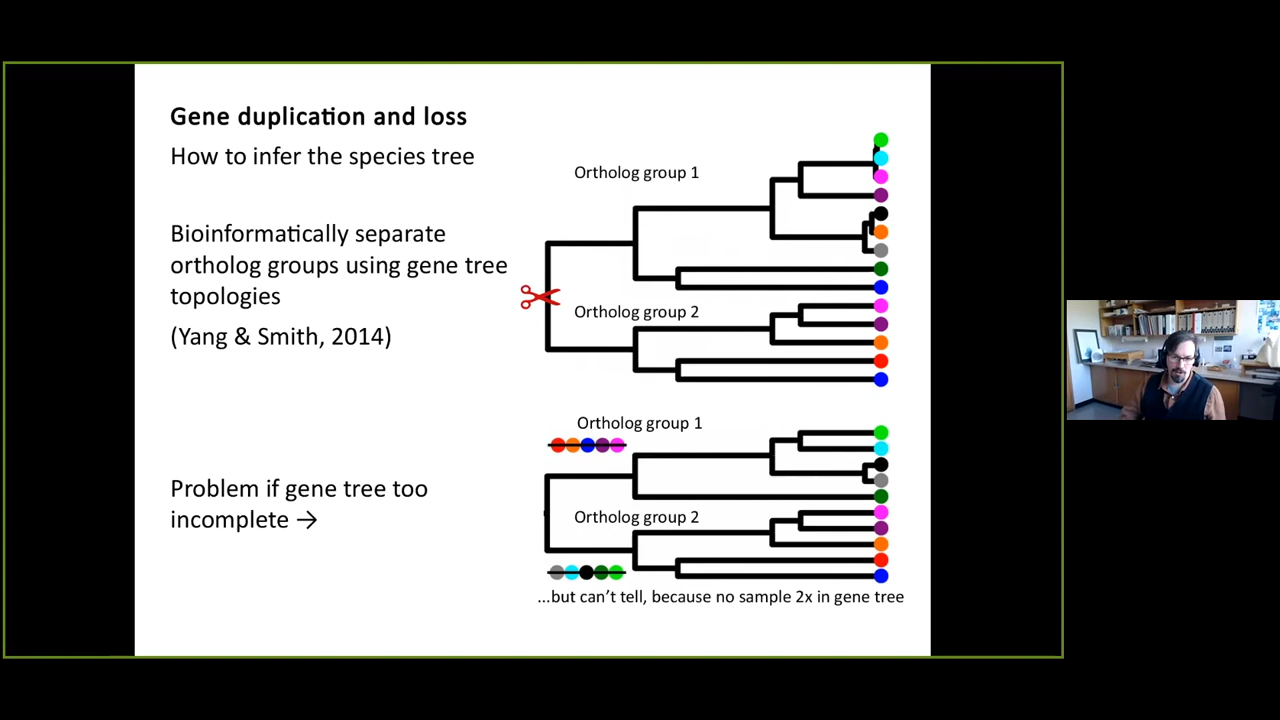 Gene duplication and loss
How to infer the species tree
Bioinformatically separate
ortholog groups using gene tree
topologies
(Yang & Smith, 2014)
Ortholog group 1
Ortholog group 2
Problem if gene tree too
incomplete →
Ortholog group 1
Ortholog group 2
...but can't tell, because no sample 2x in gene tree